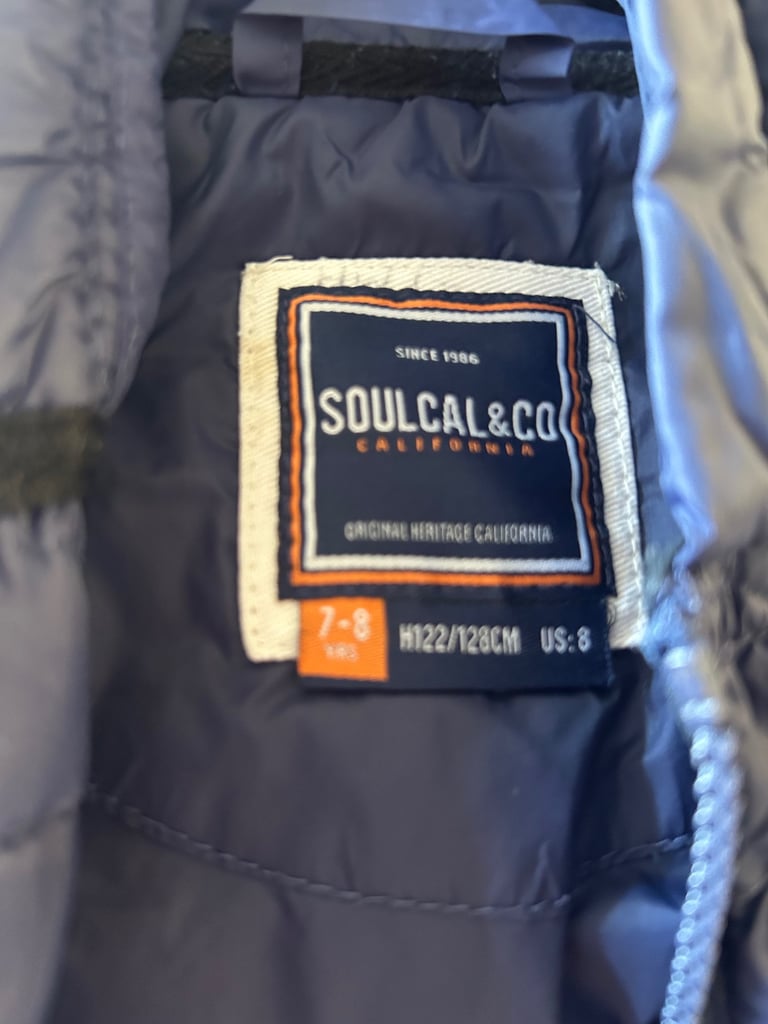 SINCE 1986
SOULCAL&CO
CALIFORNIA
ORIGINAL HERITAGE CALIFORNIA
7-8 H122/128CM US:8
YRS